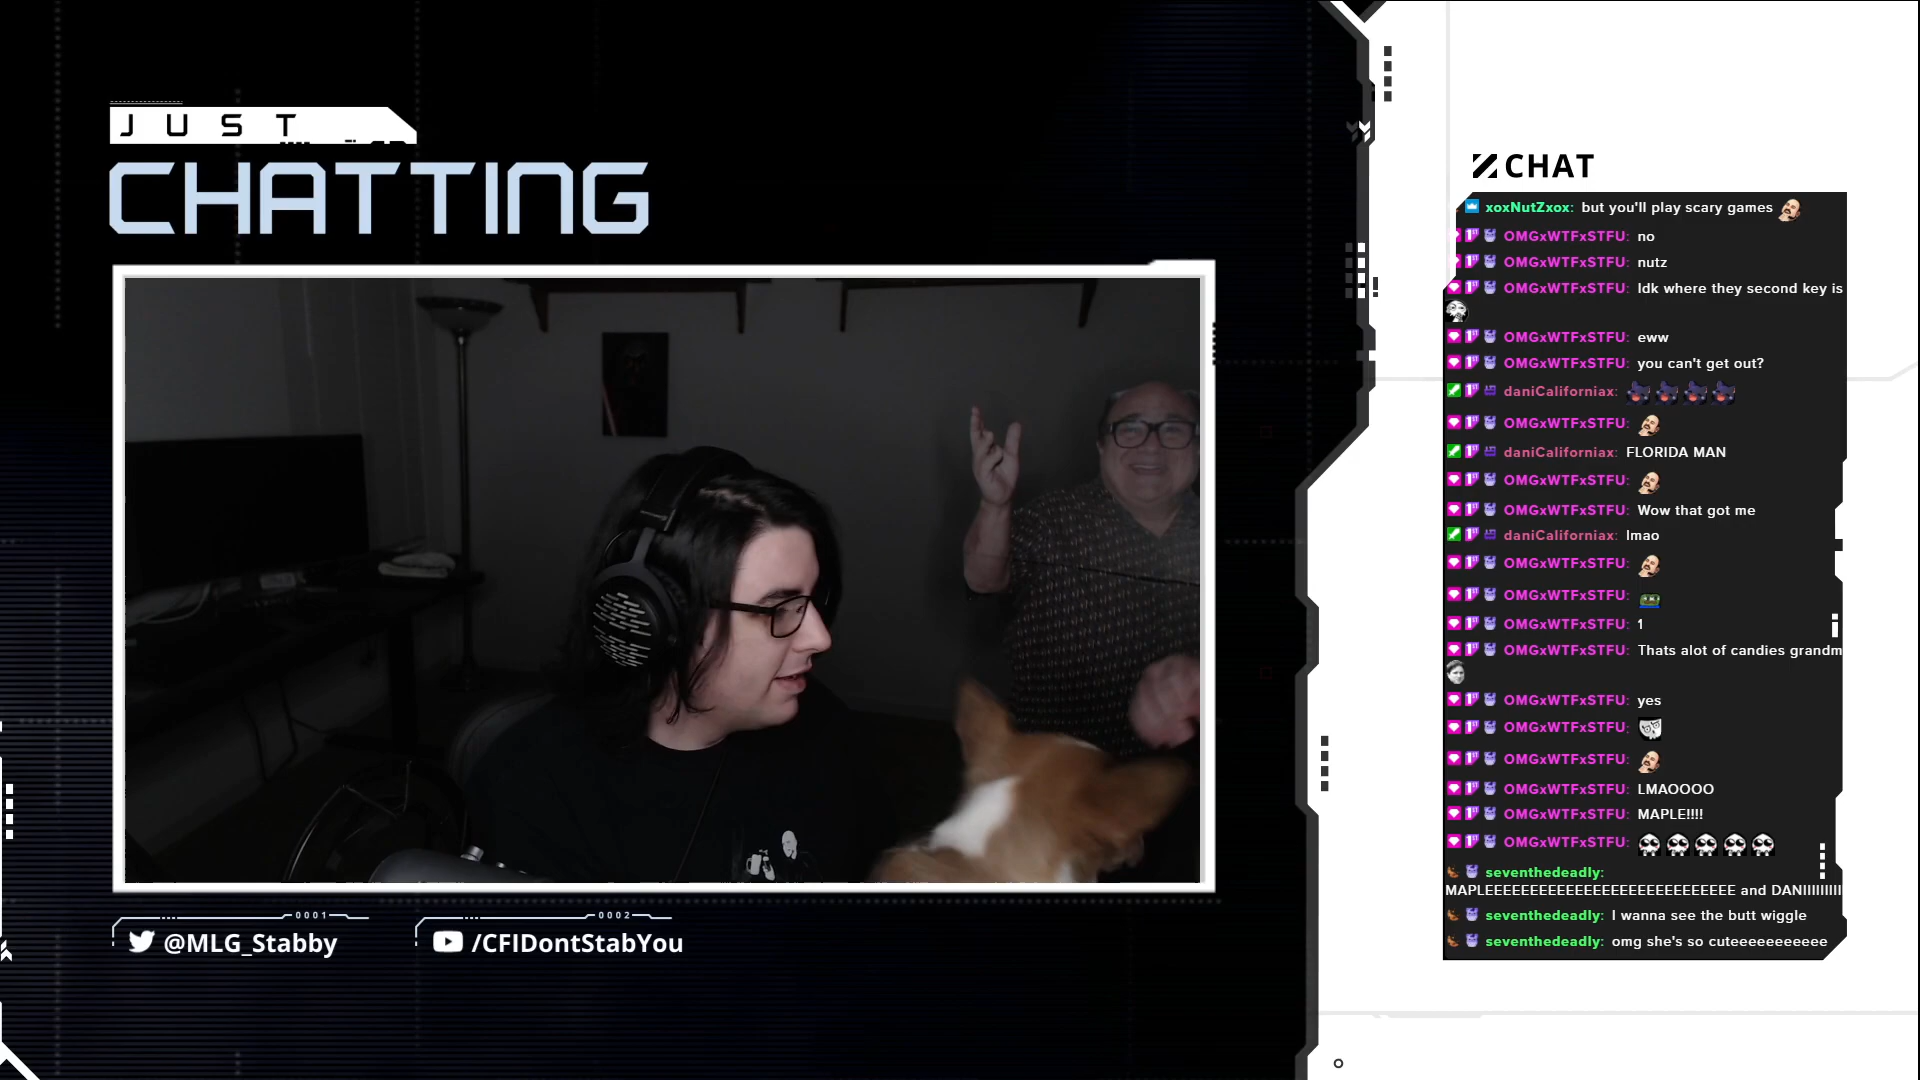 JUST
CHATTING
CHAT
xoxNutZxox: but you'll play scary games
OMGxWTFxSTFU: no
OMGxWTFxSTFU: nutz
OMGxWTFxSTFU: Idk where they second key is
OMGxWTFxSTFU: eww
OMGxWTFxSTFU: you can't get out?
daniCaliforniax:
OMGxWTFxSTFU:
daniCaliforniax: FLORIDA MAN
OMGxWTFxSTFU:
OMGxWTFxSTFU: Wow that got me
daniCaliforniax: lmao
OMGxWTFxSTFU:
OMGxWTFxSTFU:
OMGxWTFxSTFU: 1
OMGxWTFxSTFU: Thats alot of candies grandm
OMGxWTFxSTFU: yes
OMGxWTFxSTFU:
OMGxWTFxSTFU:
OMGxWTFxSTFU: LMAOOOO
OMGxWTFxSTFU: MAPLE!!!!
OMGxWTFxSTFU:
seventhedeadly:
MAPLEEEEEEEEEEEEEEEEEEEEEEEEEEEE and DANIIIIIIIII
seventhedeadly: I wanna see the butt wiggle
seventhedeadly: omg she's so cuteeeeeeeeeee
0001
@MLG_Stabby
0002
/CFIDontStabYou